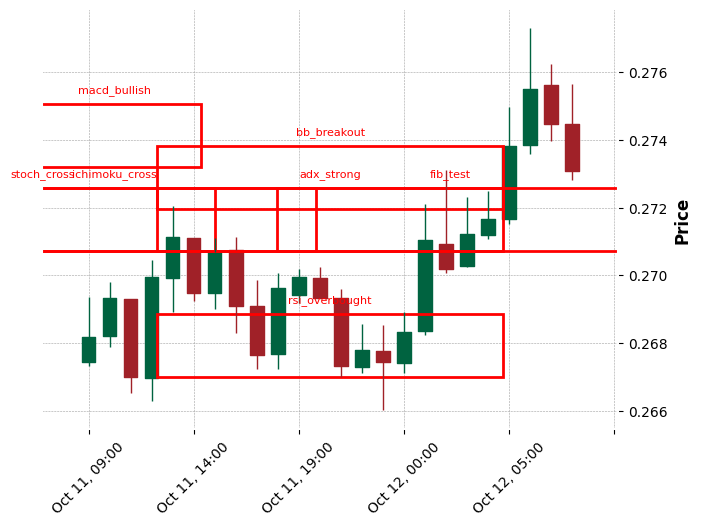 macd_bullish
bb_breakout
stoch_cross
ichimoku_cross
adx_strong
fib_test
rsi_overbought
0.276
0.274
0.272
0.270
0.268
0.266
Price
Oct 11, 09:00
Oct 11, 14:00
Oct 11, 19:00
Oct 12, 00:00
Oct 12, 05:00